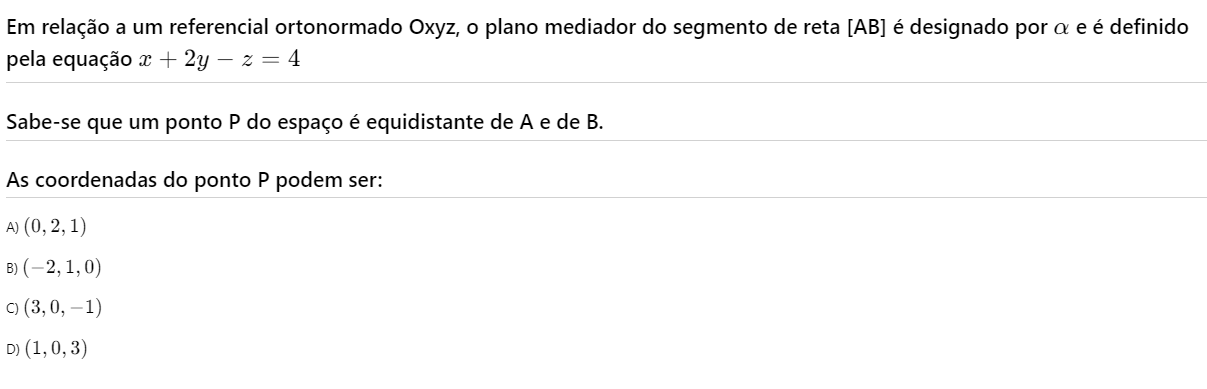 Em relação a um referencial ortonormado Oxyz, o plano mediador do segmento de reta [AB] é designado por α e é definido
pela equação x + 2y − z = 4
Sabe-se que um ponto P do espaço é equidistante de A e de B.
As coordenadas do ponto P podem ser:
A) (0, 2, 1)
B) (−2, 1, 0)
C) (3, 0, −1)
D) (1, 0, 3)